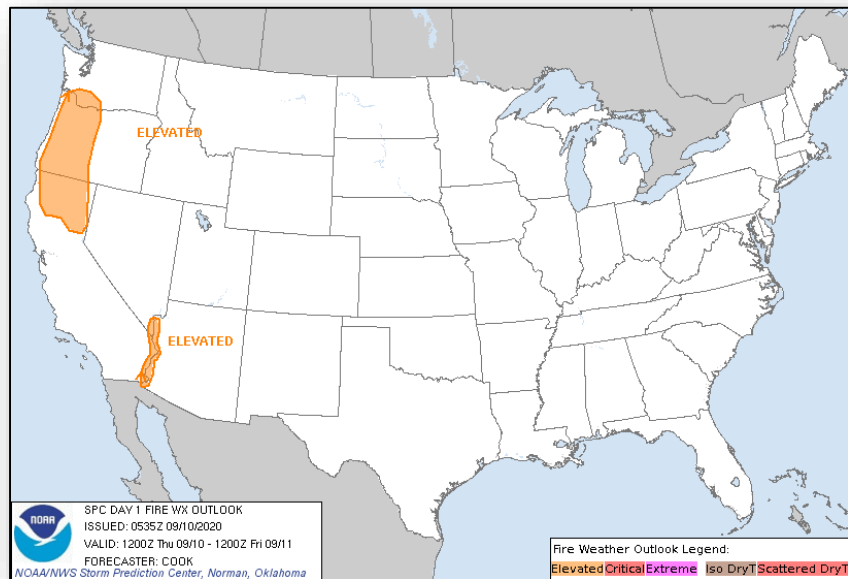 ELEVATED
ELEVATED
NOAA
SPC DAY 1 FIRE WX OUTLOOK
ISSUED: 0535Z 09/10/2020
VALID: 1200Z Thu 09/10 - 1200Z Fri 09/11
FORECASTER: COOK
NOAA/NWS Storm Prediction Center, Norman, Oklahoma
Fire Weather Outlook Legend:
Elevated Critical Extreme Iso DryT Scattered DryT